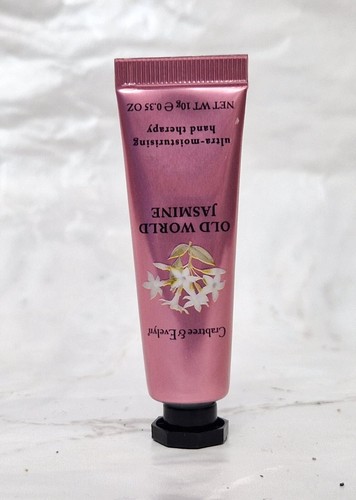 Crabtree & Evelyn
OLD WORLD
JASMINE
ultra-moisturising
hand therapy
NET WT 10g ℮ 0.35 OZ